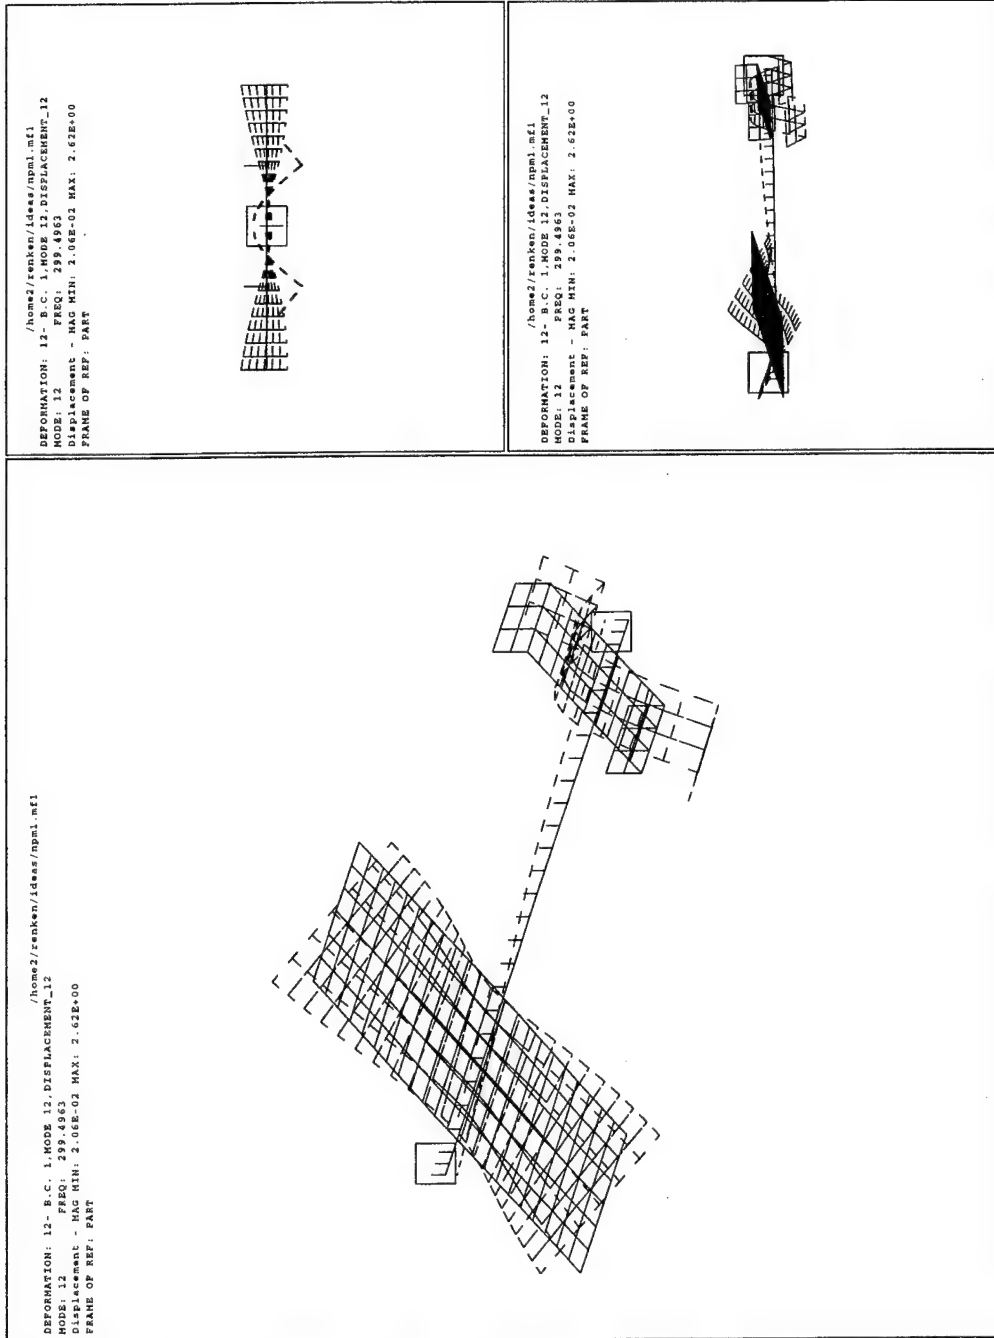 /home2/renken/ideas/npm1.mf1
DEFORMATION: 12- B.C. 1,MODE 12,DISPLACEMENT_12
MODE: 12 FREQ: 299.4963
Displacement - MAG MIN: 2.06E-02 MAX: 2.62E+00
FRAME OF REF: PART
/home2/renken/ideas/npm1.mf1
DEFORMATION: 12- B.C. 1,MODE 12,DISPLACEMENT_12
MODE: 12 FREQ: 299.4963
Displacement - MAG MIN: 2.06E-02 MAX: 2.62E+00
FRAME OF REF: PART
/home2/renken/ideas/npm1.mf1
DEFORMATION: 12- B.C. 1,MODE 12,DISPLACEMENT_12
MODE: 12 FREQ: 299.4963
Displacement - MAG MIN: 2.06E-02 MAX: 2.62E+00
FRAME OF REF: PART